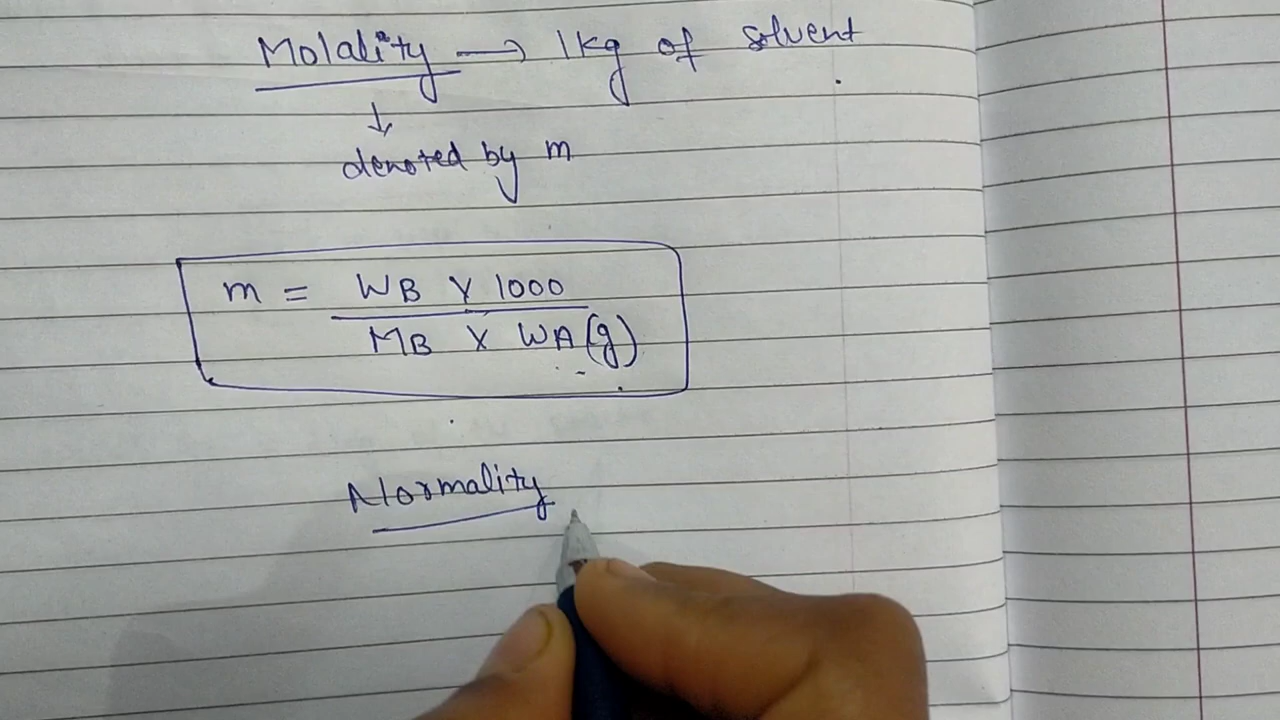 Molality → 1kg of solvent
↓
denoted by m
m = WB × 1000
MB × WA(g)
Normality